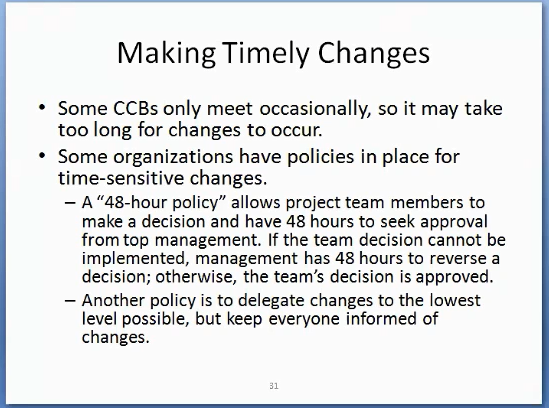 Making Timely Changes
• Some CCBs only meet occasionally, so it may take
too long for changes to occur.
• Some organizations have policies in place for
time-sensitive changes.
– A “48-hour policy” allows project team members to
make a decision and have 48 hours to seek approval
from top management. If the team decision cannot be
implemented, management has 48 hours to reverse a
decision; otherwise, the team’s decision is approved.
– Another policy is to delegate changes to the lowest
level possible, but keep everyone informed of
changes.
31